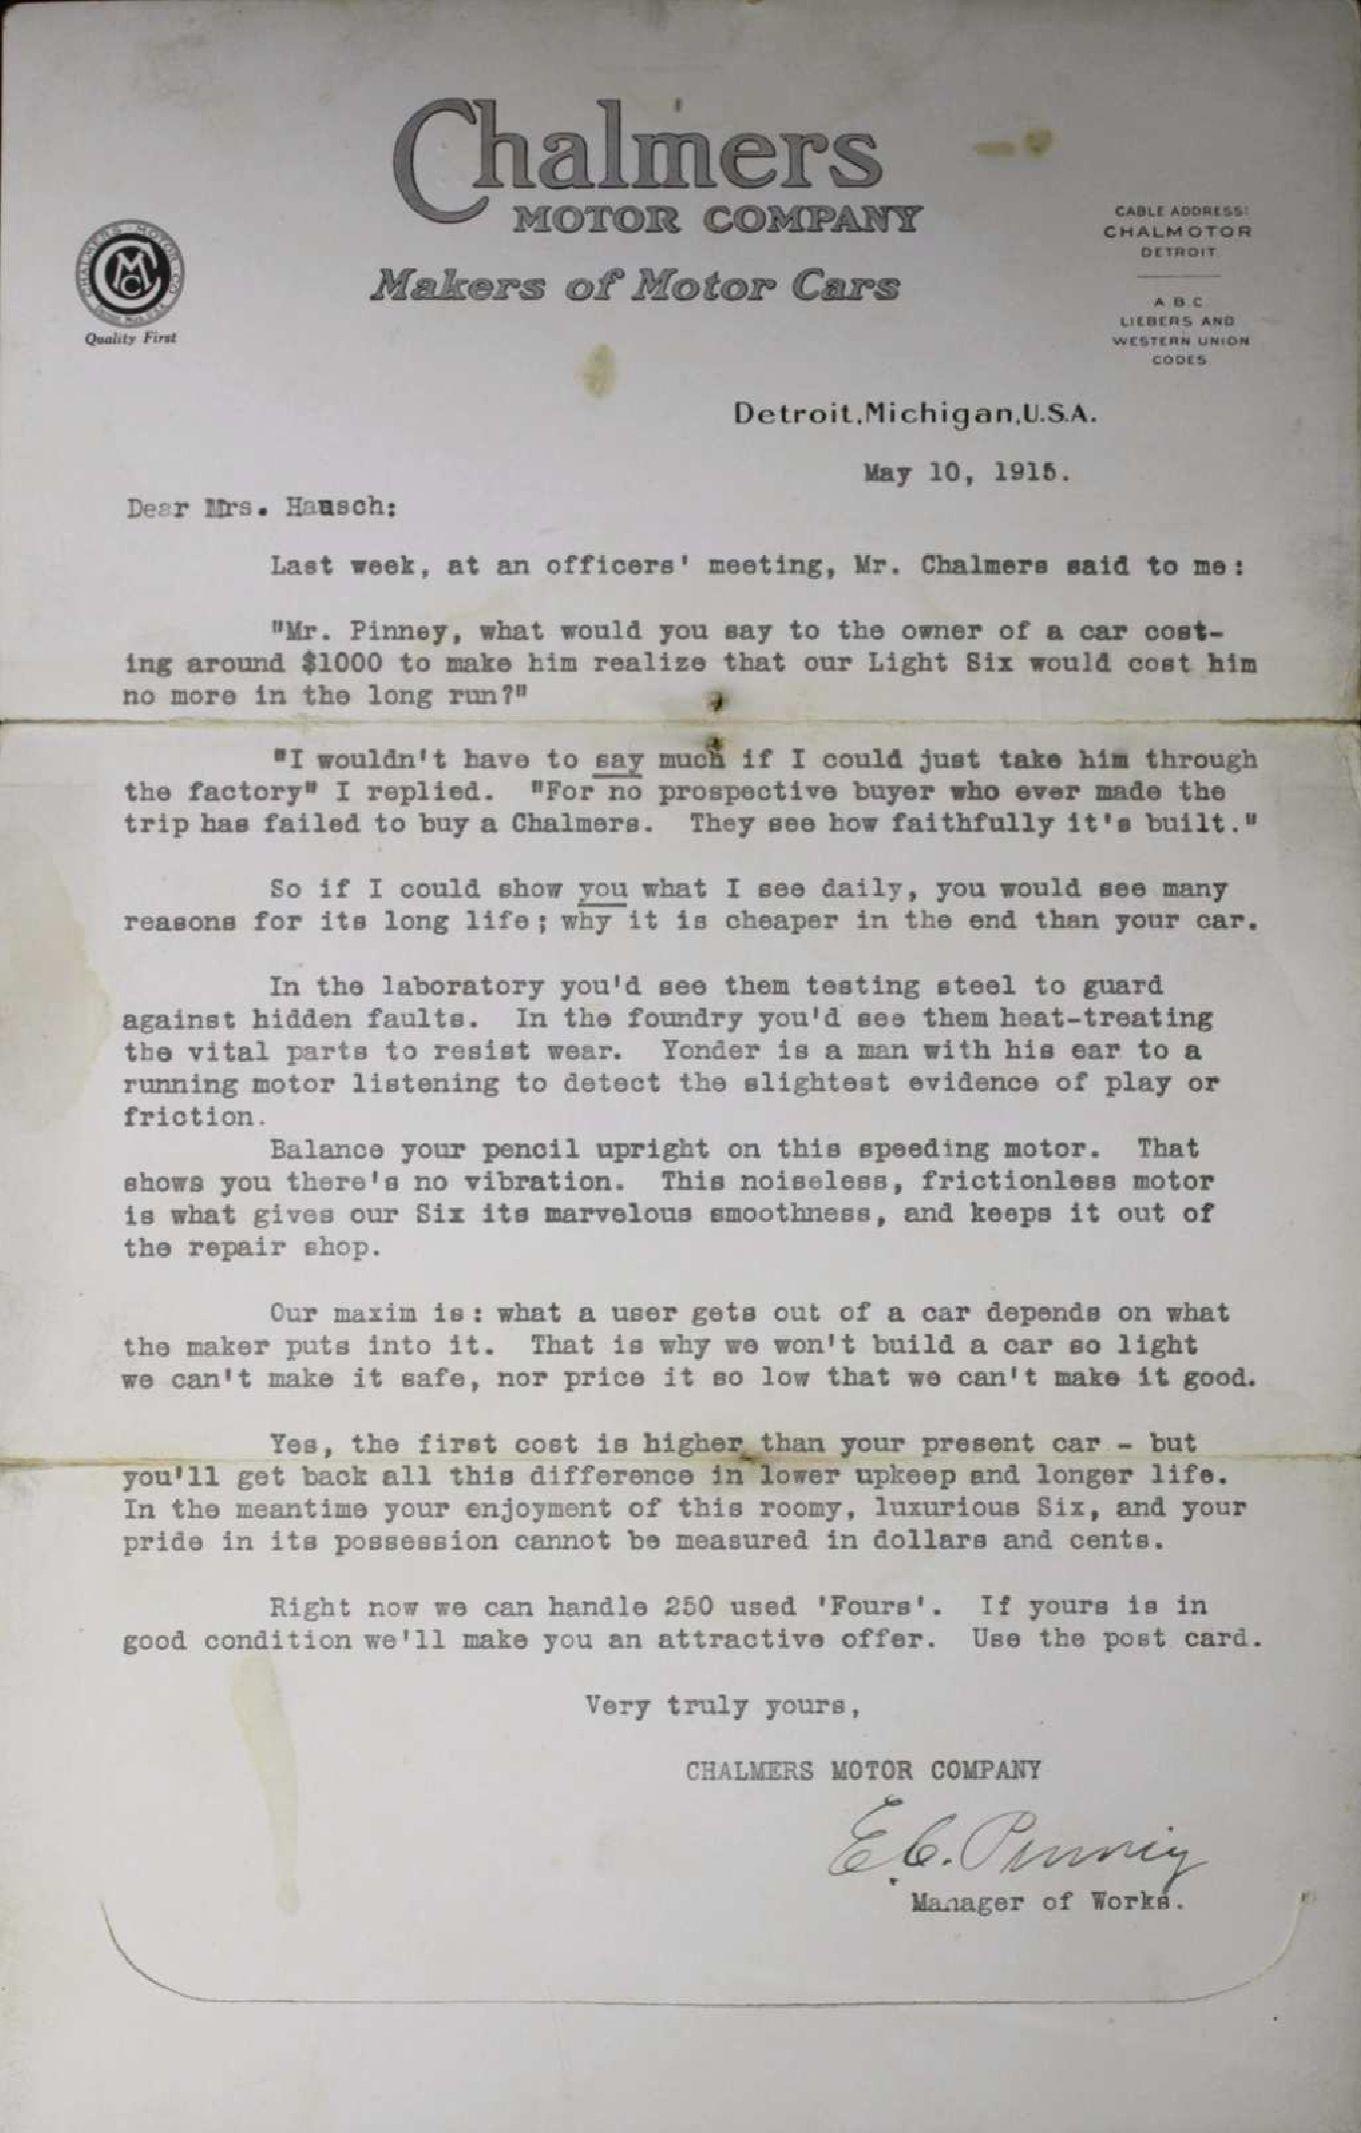 Chalmers
MOTOR COMPANY
Makers of Motor Cars
CHALMERS MOTOR CO.
Quality First
CABLE ADDRESS:
CHALMOTOR
DETROIT
A B C
LIEBERS AND
WESTERN UNION
CODES
Detroit, Michigan, U.S.A.
May 10, 1915.
Dear Mrs. Hausch:
Last week, at an officers' meeting, Mr. Chalmers said to me:
"Mr. Pinney, what would you say to the owner of a car cost-
ing around $1000 to make him realize that our Light Six would cost him
no more in the long run?"
"I wouldn't have to say much if I could just take him through
the factory" I replied. "For no prospective buyer who ever made the
trip has failed to buy a Chalmers. They see how faithfully it's built."
So if I could show you what I see daily, you would see many
reasons for its long life; why it is cheaper in the end than your car.
In the laboratory you'd see them testing steel to guard
against hidden faults. In the foundry you'd see them heat-treating
the vital parts to resist wear. Yonder is a man with his ear to a
running motor listening to detect the slightest evidence of play or
friction.
Balance your pencil upright on this speeding motor. That
shows you there's no vibration. This noiseless, frictionless motor
is what gives our Six its marvelous smoothness, and keeps it out of
the repair shop.
Our maxim is: what a user gets out of a car depends on what
the maker puts into it. That is why we won't build a car so light
we can't make it safe, nor price it so low that we can't make it good.
Yes, the first cost is higher than your present car - but
you'll get back all this difference in lower upkeep and longer life.
In the meantime your enjoyment of this roomy, luxurious Six, and your
pride in its possession cannot be measured in dollars and cents.
Right now we can handle 250 used 'Fours'. If yours is in
good condition we'll make you an attractive offer. Use the post card.
Very truly yours,
CHALMERS MOTOR COMPANY
E.C. Pinney
Manager of Works.